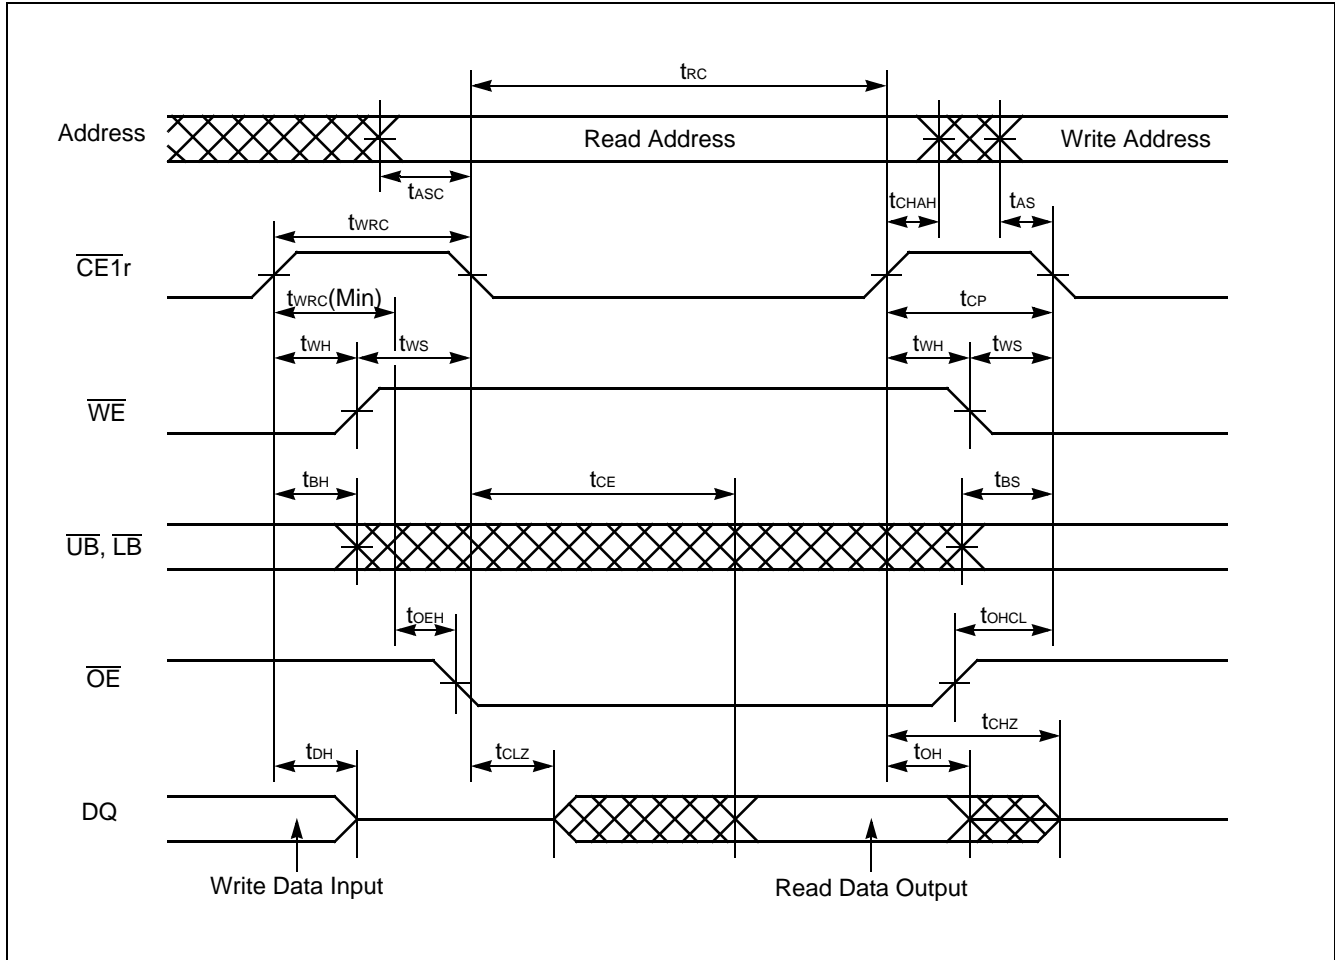 tRC
Address
Read Address
Write Address
tASC
tCHAH
tAS
tWRC
CE1r
tWRC(Min)
tCP
tWH
tWS
tWH
tWS
WE
tBH
tCE
tBS
UB, LB
tOEH
tOHCL
OE
tCHZ
tDH
tCLZ
tOH
DQ
Write Data Input
Read Data Output